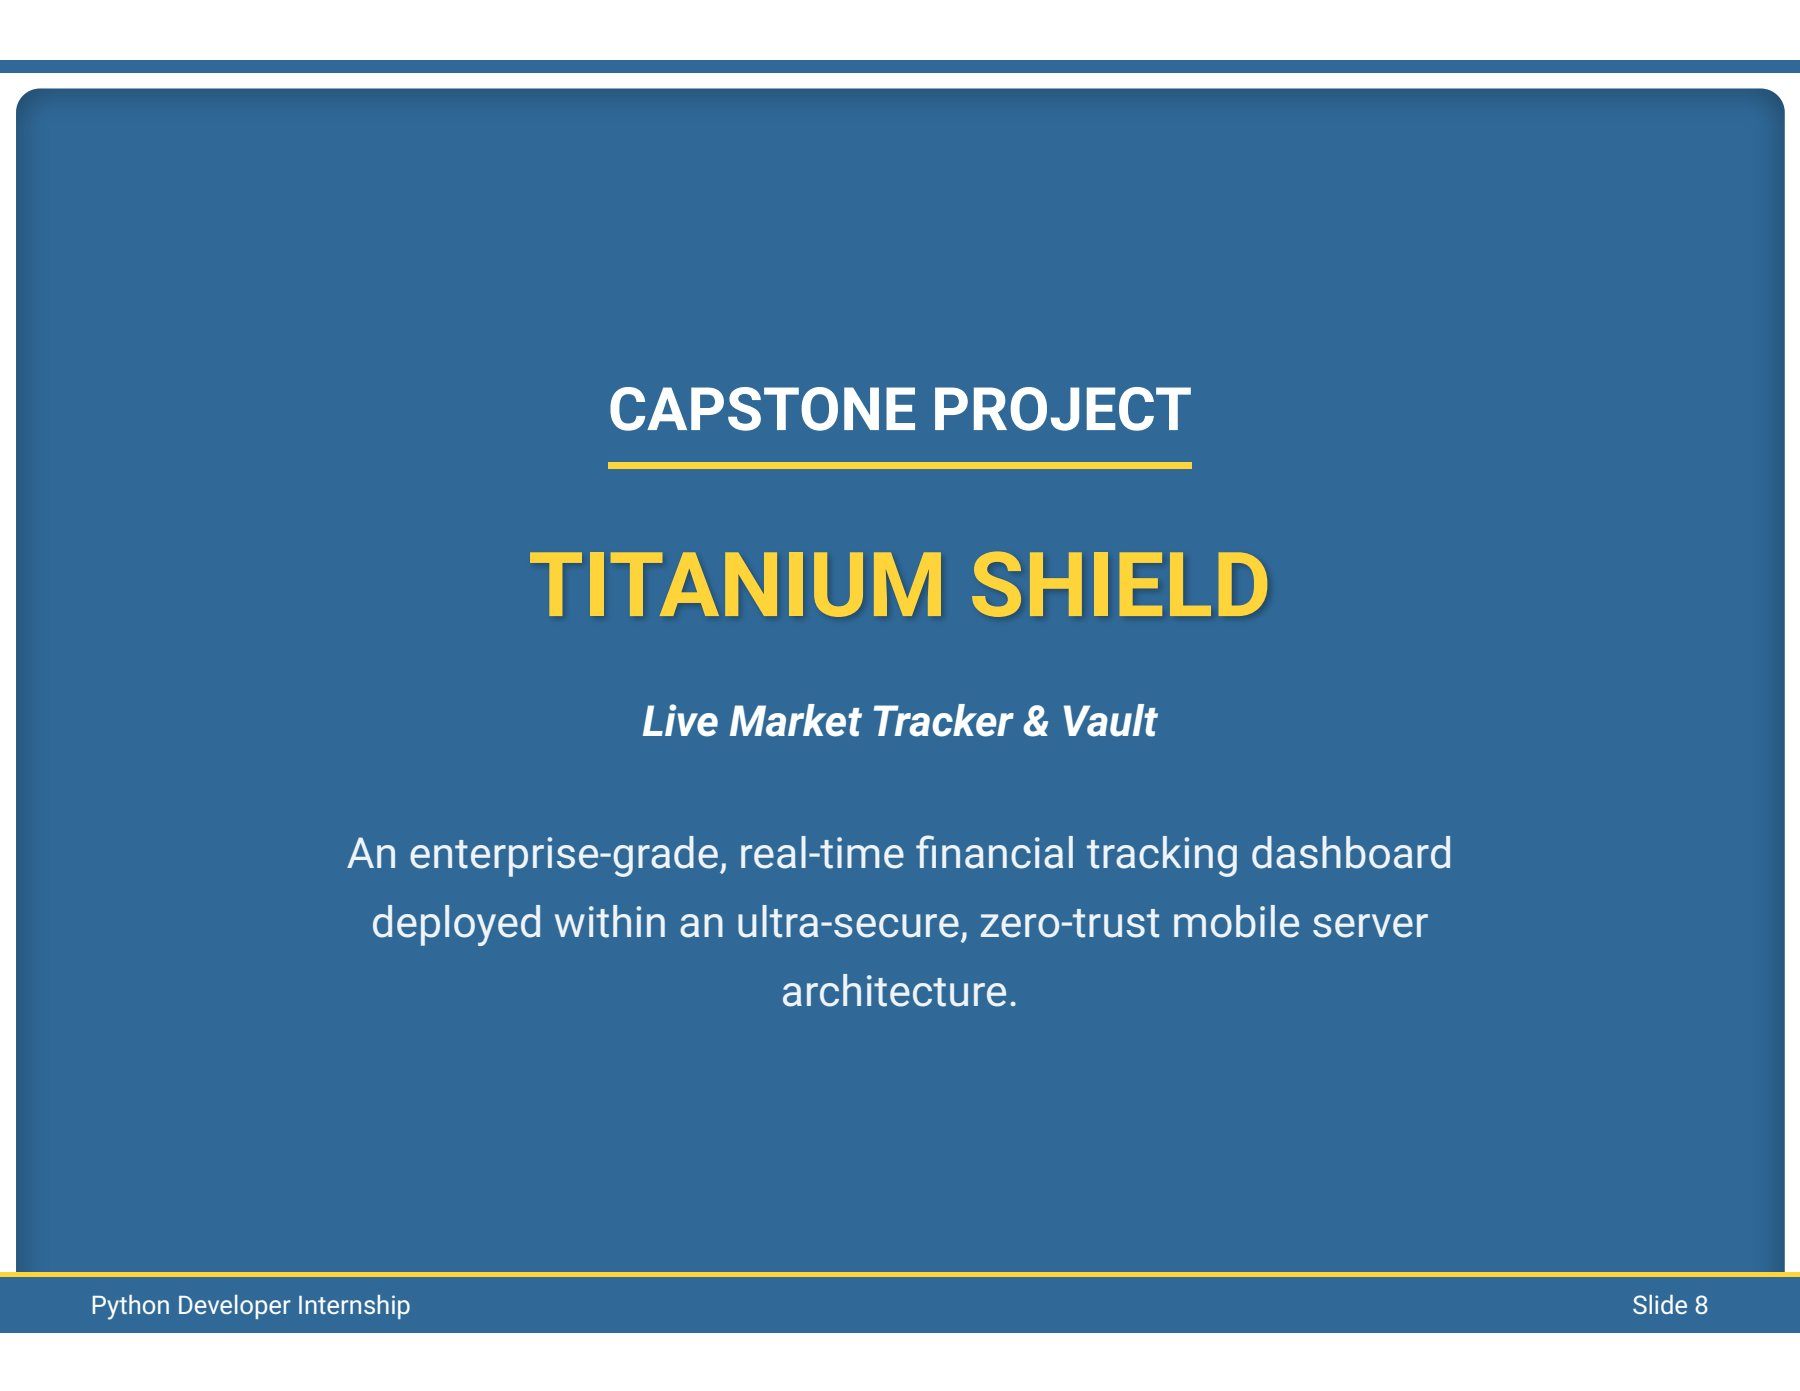 CAPSTONE PROJECT
TITANIUM SHIELD
Live Market Tracker & Vault
An enterprise-grade, real-time financial tracking dashboard
deployed within an ultra-secure, zero-trust mobile server
architecture.
Python Developer Internship
Slide 8